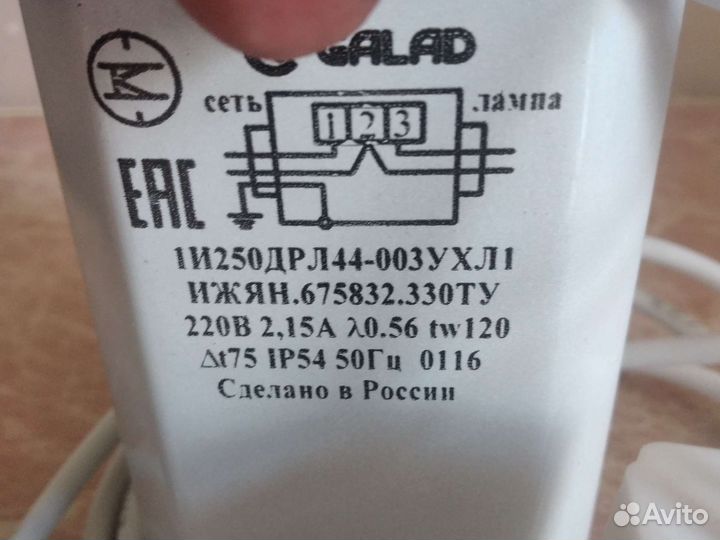 GALAD
сеть лампа
1 2 3
EAC
1И250ДРЛ44-003УХЛ1
ИЖЯН.675832.330ТУ
220В 2,15А λ0.56 tw120
Δt75 IP54 50Гц 0116
Сделано в России
Avito